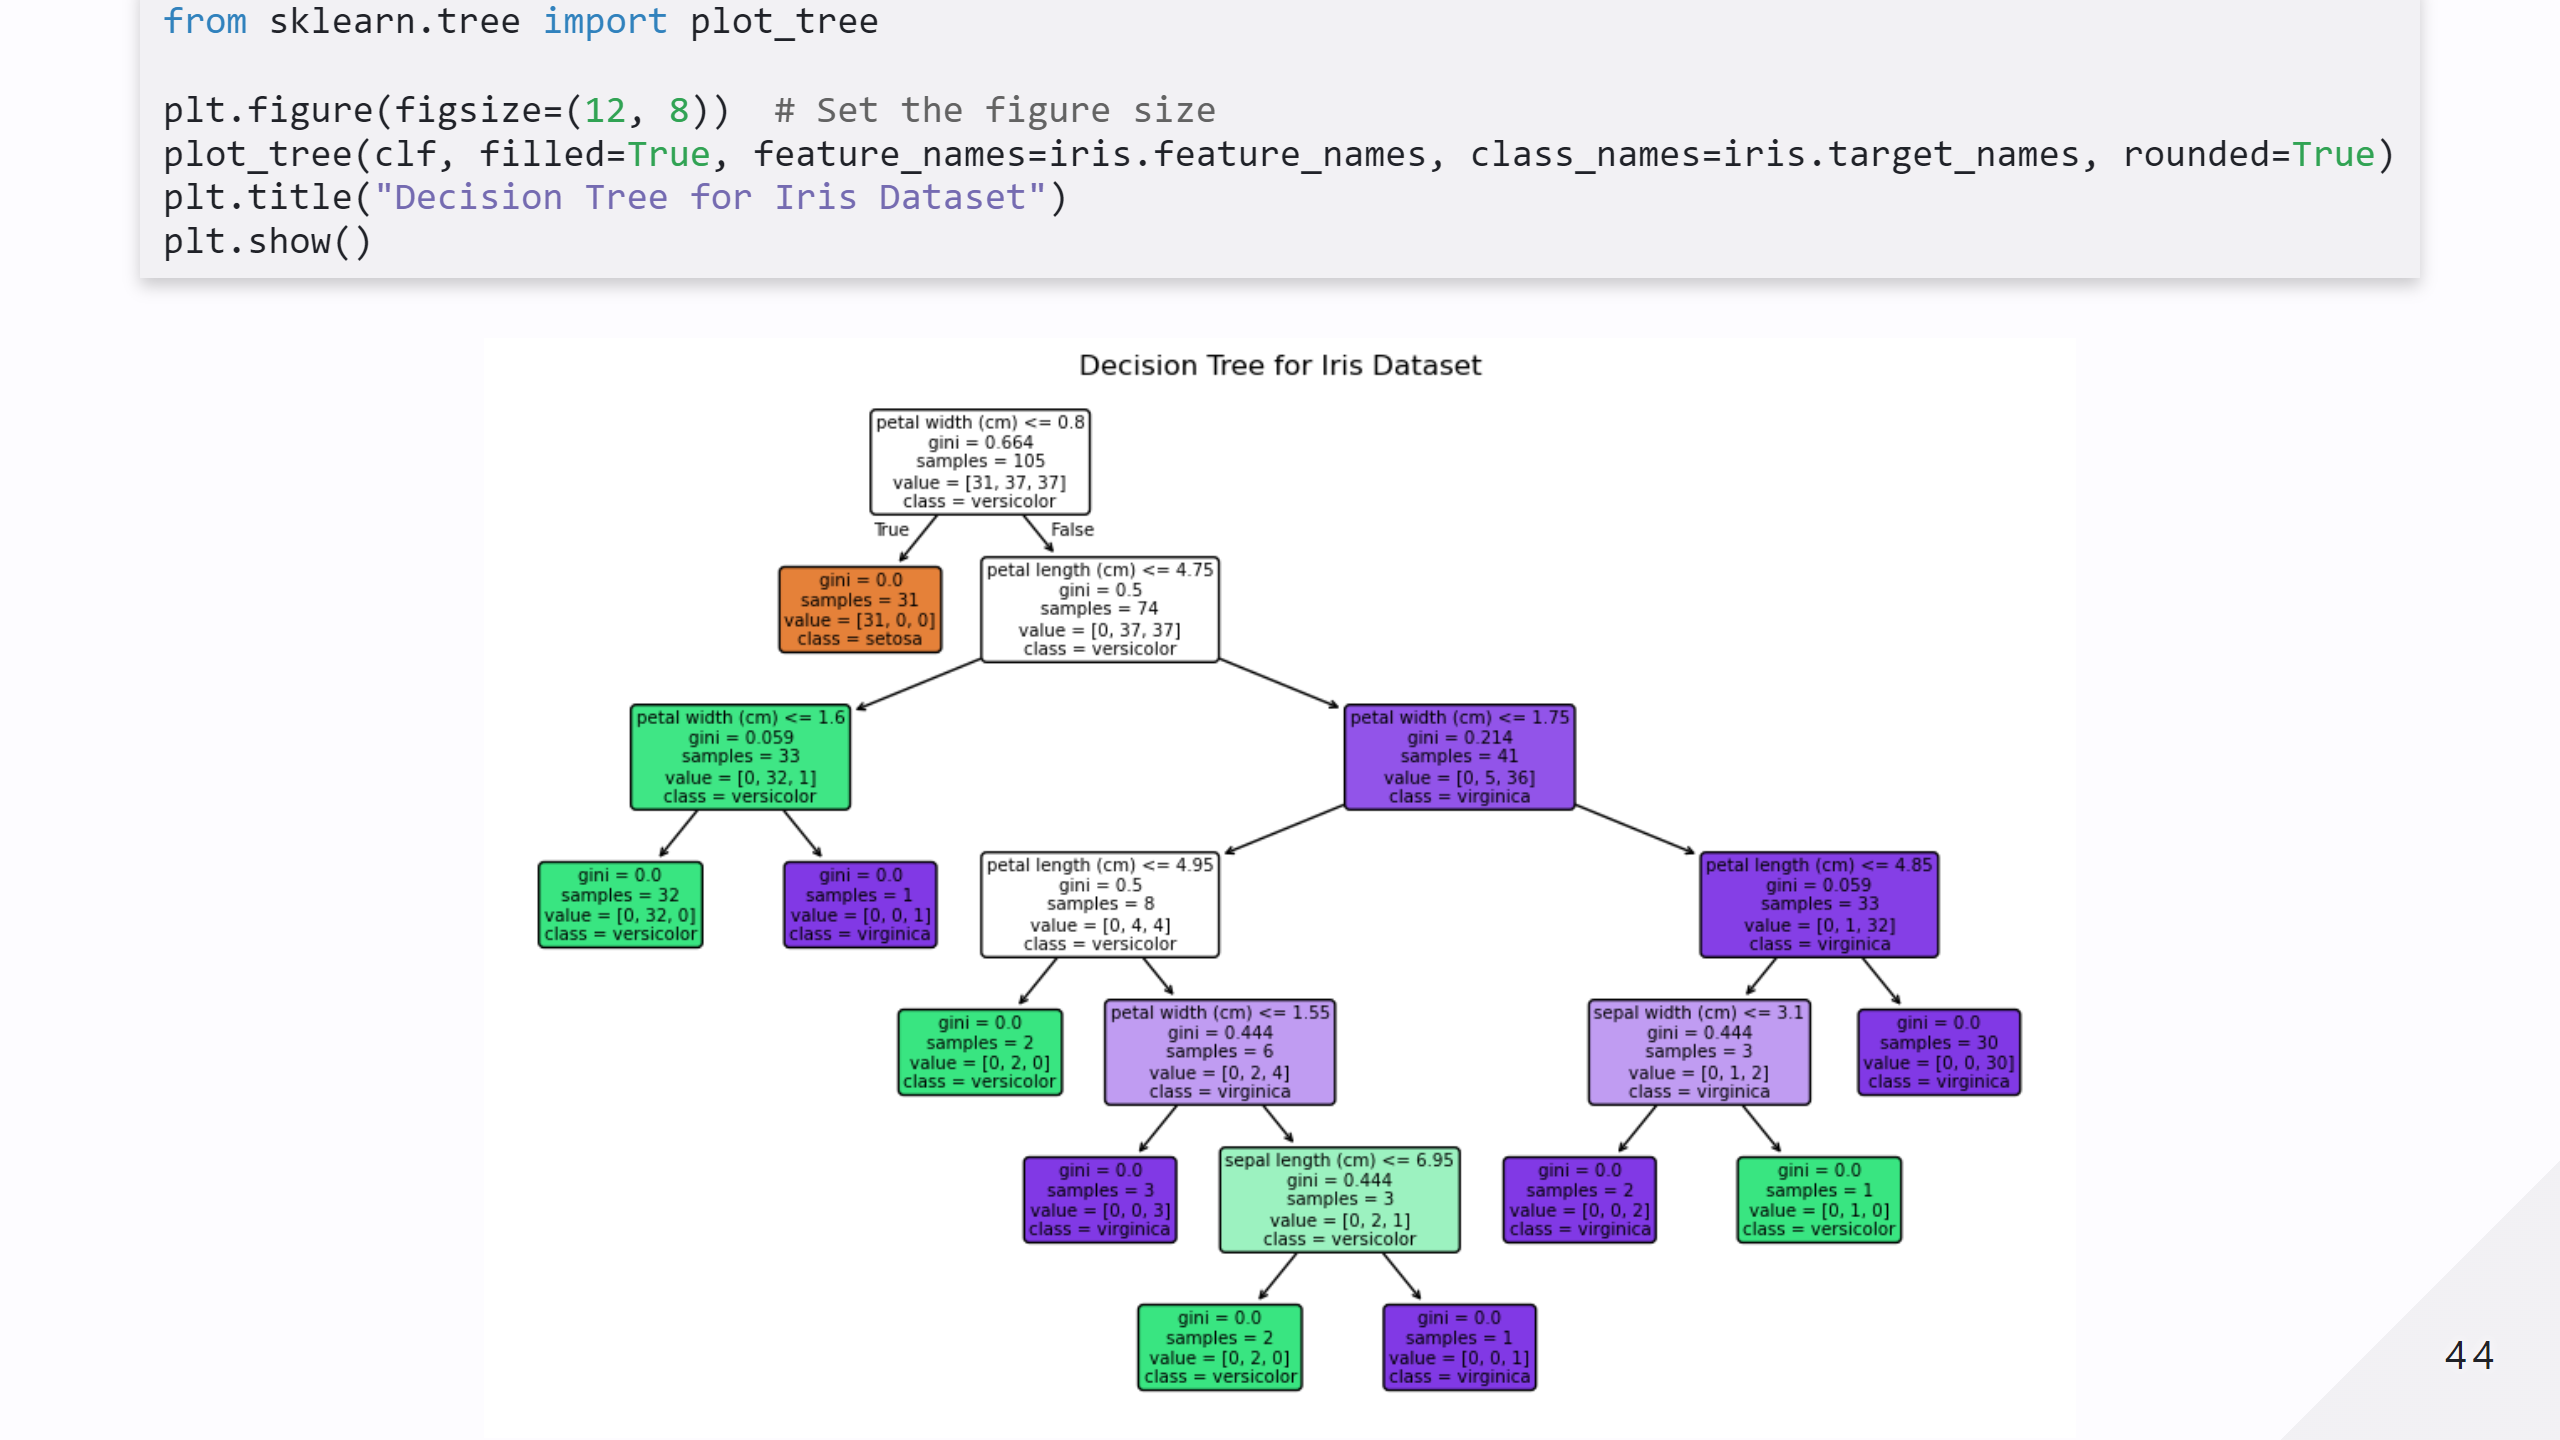 from sklearn.tree import plot_tree
plt.figure(figsize=(12, 8))  # Set the figure size
plot_tree(clf, filled=True, feature_names=iris.feature_names, class_names=iris.target_names, rounded=True)
plt.title("Decision Tree for Iris Dataset")
plt.show()
Decision Tree for Iris Dataset
petal width (cm) <= 0.8
gini = 0.664
samples = 105
value = [31, 37, 37]
class = versicolor
True
False
gini = 0.0
samples = 31
value = [31, 0, 0]
class = setosa
petal length (cm) <= 4.75
gini = 0.5
samples = 74
value = [0, 37, 37]
class = versicolor
petal width (cm) <= 1.6
gini = 0.059
samples = 33
value = [0, 32, 1]
class = versicolor
petal width (cm) <= 1.75
gini = 0.214
samples = 41
value = [0, 5, 36]
class = virginica
gini = 0.0
samples = 32
value = [0, 32, 0]
class = versicolor
gini = 0.0
samples = 1
value = [0, 0, 1]
class = virginica
petal length (cm) <= 4.95
gini = 0.5
samples = 8
value = [0, 4, 4]
class = versicolor
petal length (cm) <= 4.85
gini = 0.059
samples = 33
value = [0, 1, 32]
class = virginica
gini = 0.0
samples = 2
value = [0, 2, 0]
class = versicolor
petal width (cm) <= 1.55
gini = 0.444
samples = 6
value = [0, 2, 4]
class = virginica
sepal width (cm) <= 3.1
gini = 0.444
samples = 3
value = [0, 1, 2]
class = virginica
gini = 0.0
samples = 30
value = [0, 0, 30]
class = virginica
gini = 0.0
samples = 3
value = [0, 0, 3]
class = virginica
sepal length (cm) <= 6.95
gini = 0.444
samples = 3
value = [0, 2, 1]
class = versicolor
gini = 0.0
samples = 2
value = [0, 0, 2]
class = virginica
gini = 0.0
samples = 1
value = [0, 1, 0]
class = versicolor
gini = 0.0
samples = 2
value = [0, 2, 0]
class = versicolor
gini = 0.0
samples = 1
value = [0, 0, 1]
class = virginica
44